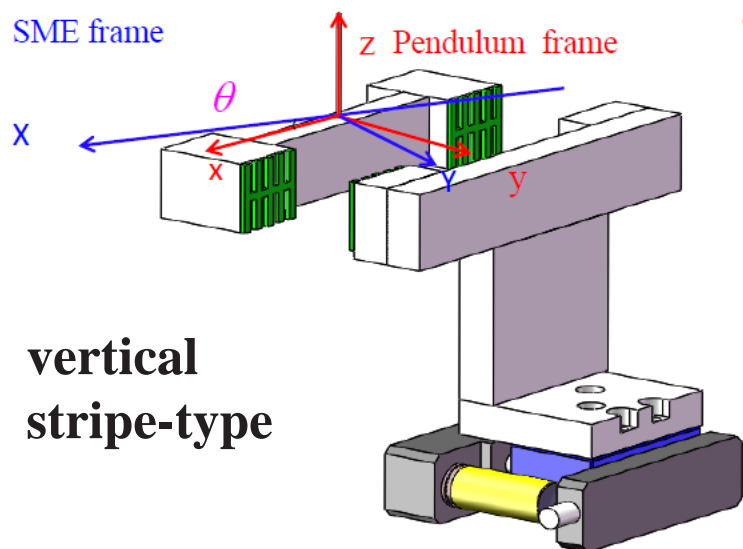 SME frame
z Pendulum frame
θ
X
x
Y
y
vertical
stripe-type